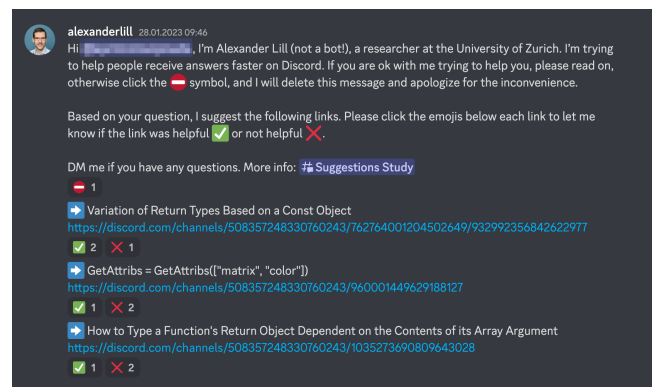 alexanderlill 28.01.2023 09:46
Hi , I'm Alexander Lill (not a bot!), a researcher at the University of Zurich. I'm trying
to help people receive answers faster on Discord. If you are ok with me trying to help you, please read on,
otherwise click the ⛔ symbol, and I will delete this message and apologize for the inconvenience.
Based on your question, I suggest the following links. Please click the emojis below each link to let me
know if the link was helpful ✅ or not helpful ❌.
DM me if you have any questions. More info: Suggestions Study
⛔ 1
➡️ Variation of Return Types Based on a Const Object
https://discord.com/channels/508357248330760243/762764001204502649/932992356842622977
✅ 2 ❌ 1
➡️ GetAttribs = GetAttribs(["matrix", "color"])
https://discord.com/channels/508357248330760243/960001449629188127
✅ 1 ❌ 2
➡️ How to Type a Function's Return Object Dependent on the Contents of its Array Argument
https://discord.com/channels/508357248330760243/1035273690809643028
✅ 1 ❌ 2